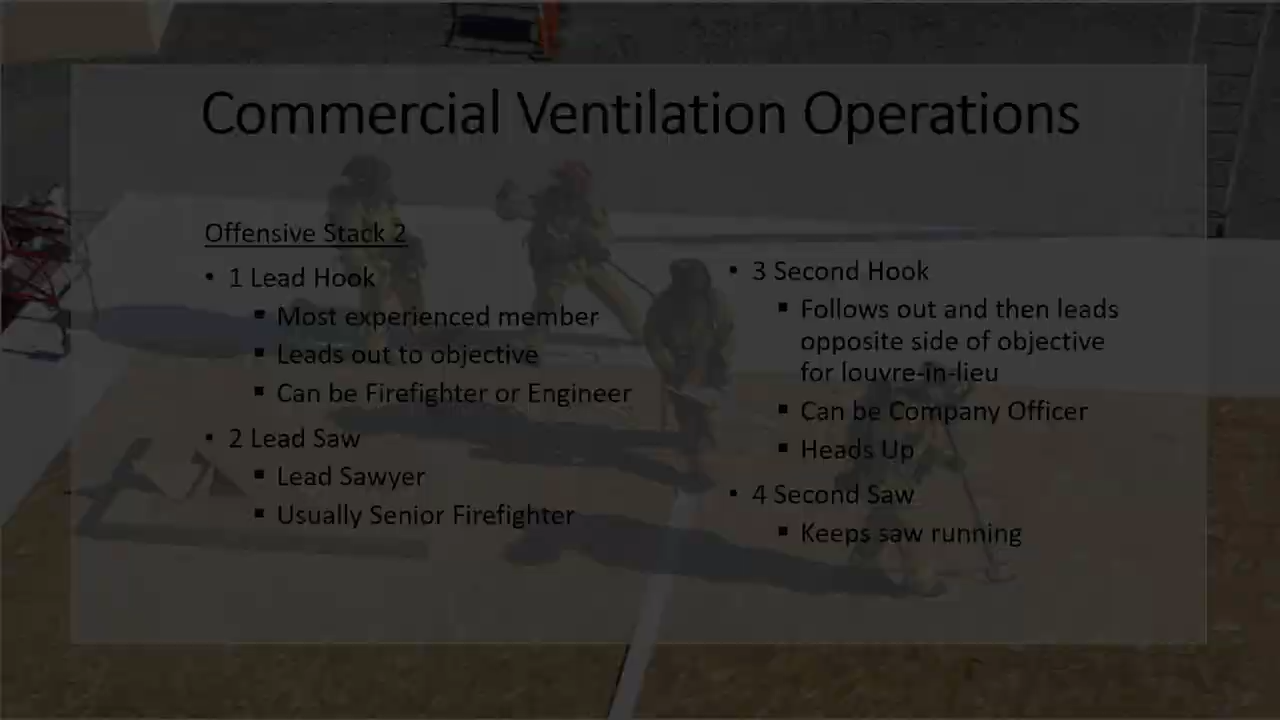 Commercial Ventilation Operations
Offensive Stack 2
• 1 Lead Hook
▪ Most experienced member
▪ Leads out to objective
▪ Can be Firefighter or Engineer
• 2 Lead Saw
▪ Lead Sawyer
▪ Usually Senior Firefighter
• 3 Second Hook
▪ Follows out and then leads
opposite side of objective
for louvre-in-lieu
▪ Can be Company Officer
▪ Heads Up
• 4 Second Saw
▪ Keeps saw running